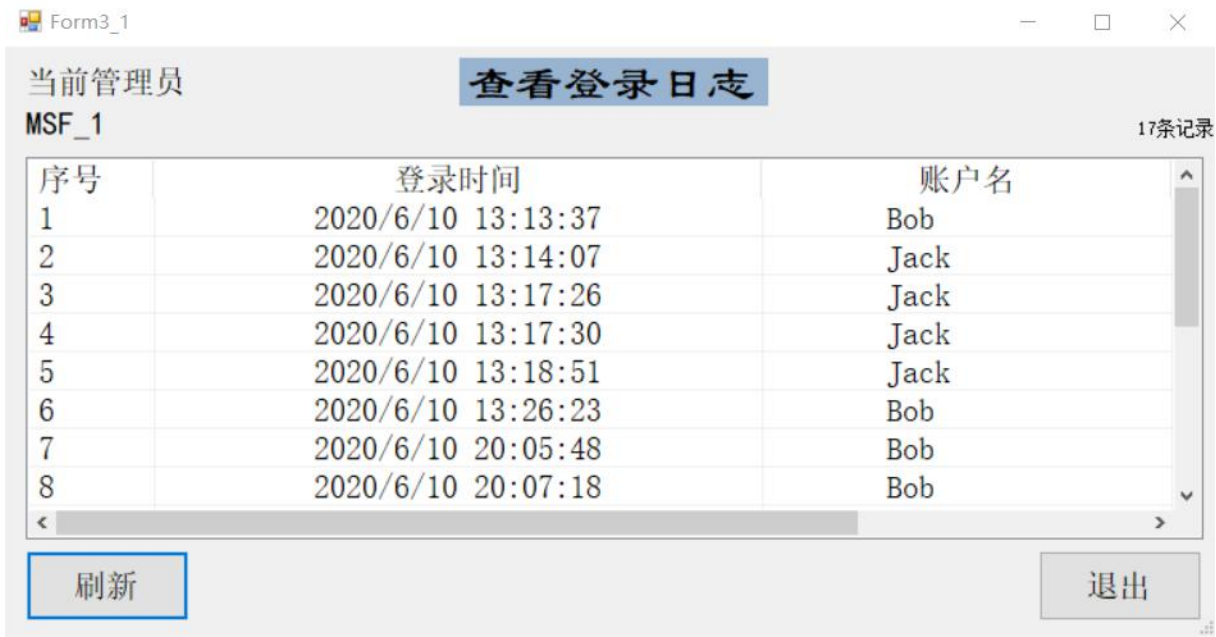 Form3_1
当前管理员
查看登录日志
MSF_1
17条记录
序号 登录时间 账户名
1 2020/6/10 13:13:37 Bob
2 2020/6/10 13:14:07 Jack
3 2020/6/10 13:17:26 Jack
4 2020/6/10 13:17:30 Jack
5 2020/6/10 13:18:51 Jack
6 2020/6/10 13:26:23 Bob
7 2020/6/10 20:05:48 Bob
8 2020/6/10 20:07:18 Bob
刷新 退出